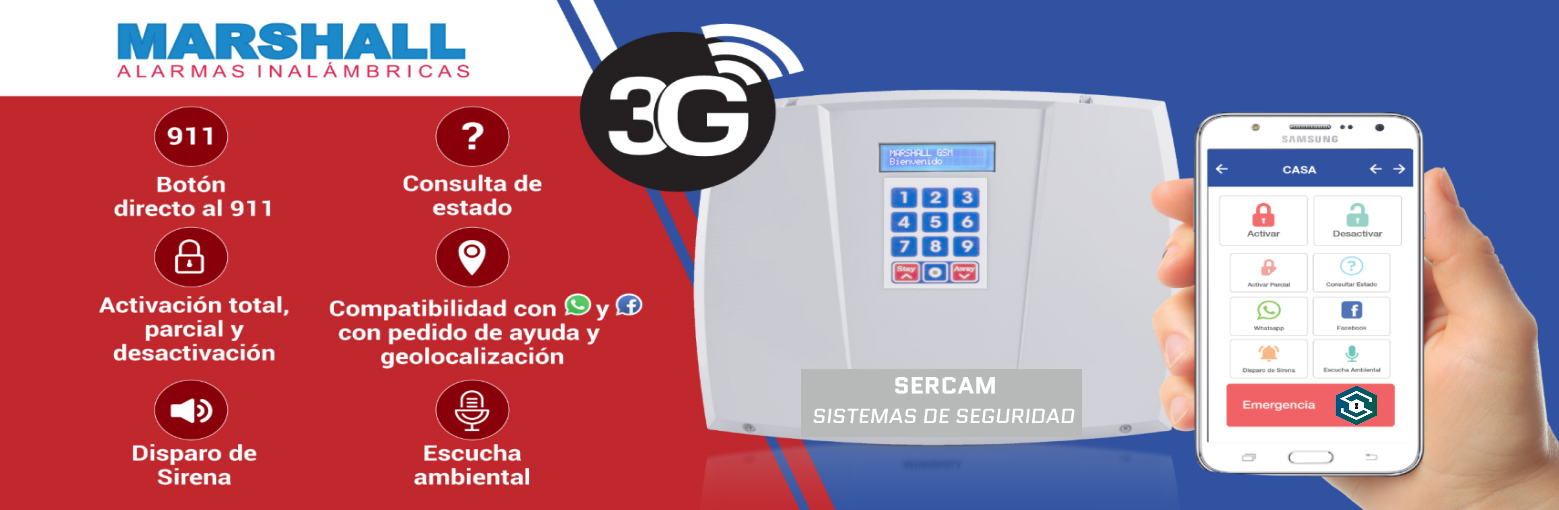 MARSHALL
ALARMAS INALÁMBRICAS
911
Botón
directo al 911
?
Consulta de
estado
Activación total,
parcial y
desactivación
Compatibilidad con y
con pedido de ayuda y
geolocalización
Disparo de
Sirena
Escucha
ambiental
3G
MARSHALL GSM
Bienvenido
1 2 3
4 5 6
7 8 9
Stay Away
SERCAM
SISTEMAS DE SEGURIDAD
SAMSUNG
CASA
Activar
Desactivar
Activar Parcial
Consultar Estado
Whatsapp
Facebook
Disparo de Sirena
Escucha Ambiental
Emergencia